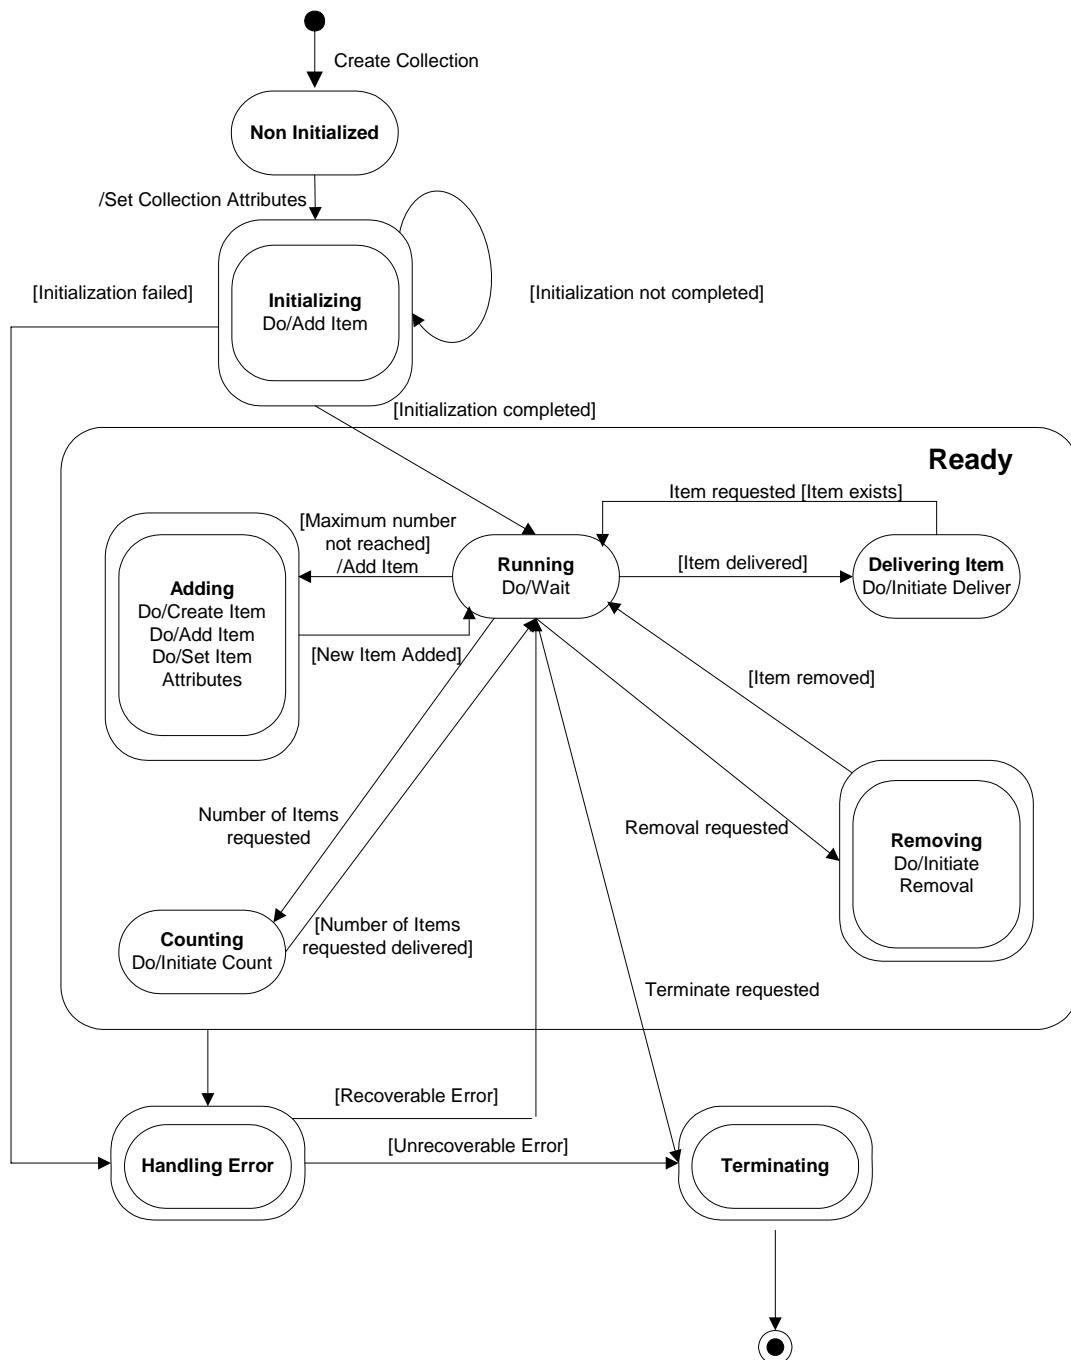 Create Collection
Non Initialized
/Set Collection Attributes
[Initialization failed]
Initializing
Do/Add Item
[Initialization not completed]
[Initialization completed]
Ready
Item requested [Item exists]
[Maximum number
not reached]
/Add Item
Running
Do/Wait
[Item delivered]
Delivering Item
Do/Initiate Deliver
Adding
Do/Create Item
Do/Add Item
Do/Set Item
Attributes
[New Item Added]
[Item removed]
Number of Items
requested
Removal requested
Removing
Do/Initiate
Removal
Counting
Do/Initiate Count
[Number of Items
requested delivered]
Terminate requested
[Recoverable Error]
[Unrecoverable Error]
Handling Error
Terminating